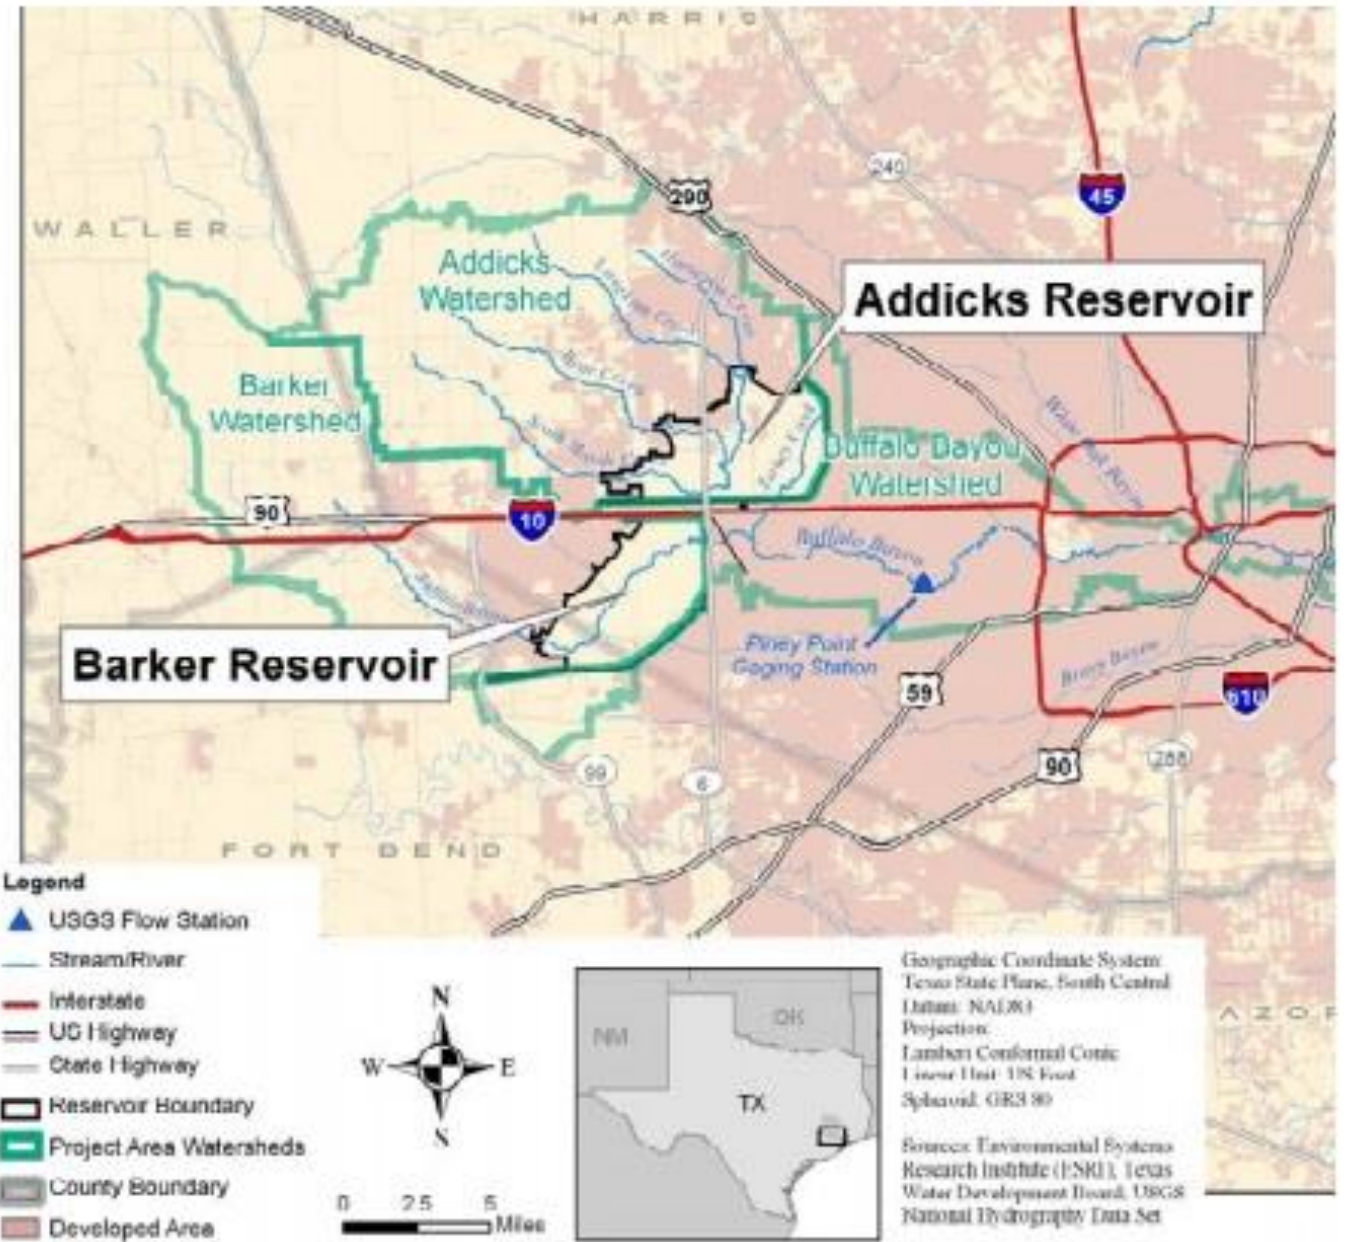 HARRIS
290
240
45
WALLER
Addicks
Watershed
Addicks Reservoir
Barker
Watershed
Buffalo Bayou
Watershed
90
10
Buffalo Bayou
Barker Reservoir
Piney Point
Gaging Station
59
Brays Bayou
610
90
288
99
6
FORT BEND
Legend
USGS Flow Station
Stream/River
Interstate
US Highway
State Highway
Reservoir Boundary
Project Area Watersheds
County Boundary
Developed Area
N
W E
S
0 2.5 5
Miles
NM
OK
TX
Geographic Coordinate System:
Texas State Plane, South Central
Datum: NAD83
Projection:
Lambert Conformal Conic
Linear Unit: US Foot
Spheroid: GRS 80
Sources: Environmental Systems
Research Institute (ESRI), Texas
Water Development Board, USGS
National Hydrography Data Set
AZOR